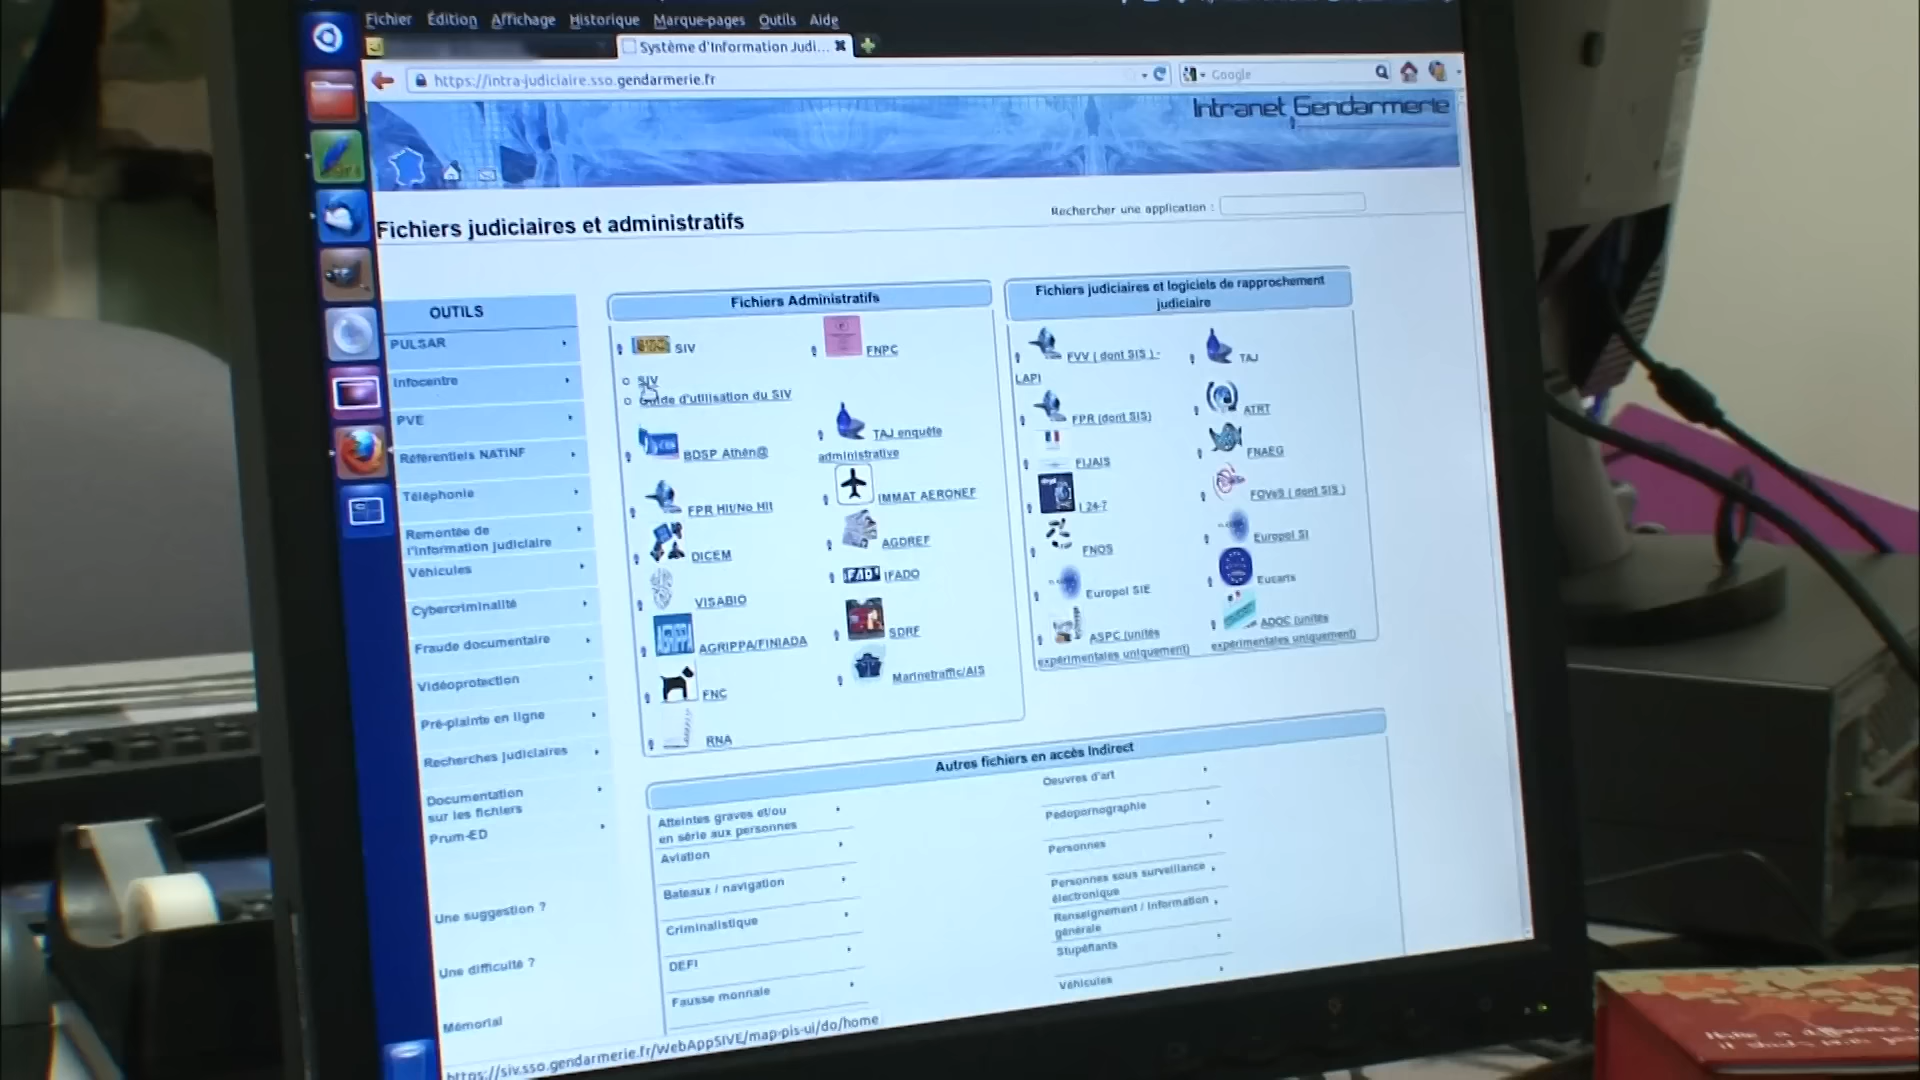 Fichier Édition Affichage Historique Marque-pages Outils Aide
Système d'Information Judi...
https://intra-judiciaire.sso.gendarmerie.fr
Google
Intranet Gendarmerie
Rechercher une application :
Fichiers judiciaires et administratifs
OUTILS
PULSAR
Infocentre
PVE
Référentiels NATINF
Téléphonie
Remontée de
l'information judiciaire
Véhicules
Cybercriminalité
Fraude documentaire
Vidéoprotection
Pré-plainte en ligne
Recherches judiciaires
Documentation
sur les fichiers
Prum-ED
Une suggestion ?
Une difficulté ?
Mémorial
Fichiers Administratifs
SIV
FNPC
SIV
Guide d'utilisation du SIV
BDSP Athén@
TAJ enquête
administrative
FPR Hit/No Hit
IMMAT AERONEF
DICEM
AGDREF
VISABIO
IFADO
AGRIPPA/FINIADA
SDRF
FNC
Marinetraffic/AIS
RNA
Fichiers judiciaires et logiciels de rapprochement
judiciaire
FVV ( dont SIS ) -
LAPI
TAJ
FPR (dont SIS)
ATRT
FIJAIS
FNAEG
I 24-7
FOVeS ( dont SIS )
FNOS
Europol SI
Europol SIE
Eucaris
ASPC (unités
expérimentales uniquement)
ADOC (unités
expérimentales uniquement)
Autres fichiers en accès Indirect
Atteintes graves et/ou
en série aux personnes
Aviation
Bateaux / navigation
Criminalistique
DEFI
Fausse monnaie
Oeuvres d'art
Pédopornographie
Personnes
Personnes sous surveillance
électronique
Renseignement / Information
générale
Stupéfiants
Véhicules
https://siv.sso.gendarmerie.fr/WebAppSIVE/map-pis-ui/do/home